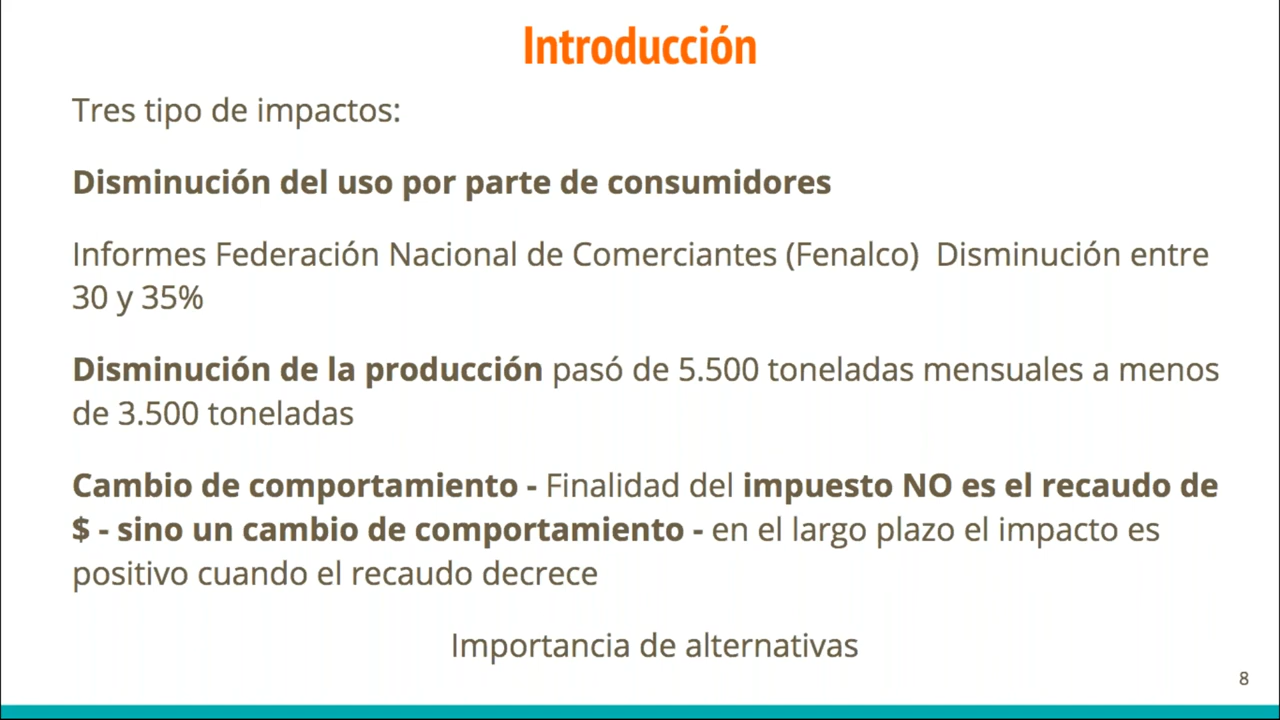 Introducción
Tres tipo de impactos:
Disminución del uso por parte de consumidores
Informes Federación Nacional de Comerciantes (Fenalco)  Disminución entre
30 y 35%
Disminución de la producción pasó de 5.500 toneladas mensuales a menos
de 3.500 toneladas
Cambio de comportamiento - Finalidad del impuesto NO es el recaudo de
$ - sino un cambio de comportamiento - en el largo plazo el impacto es
positivo cuando el recaudo decrece
Importancia de alternativas
8